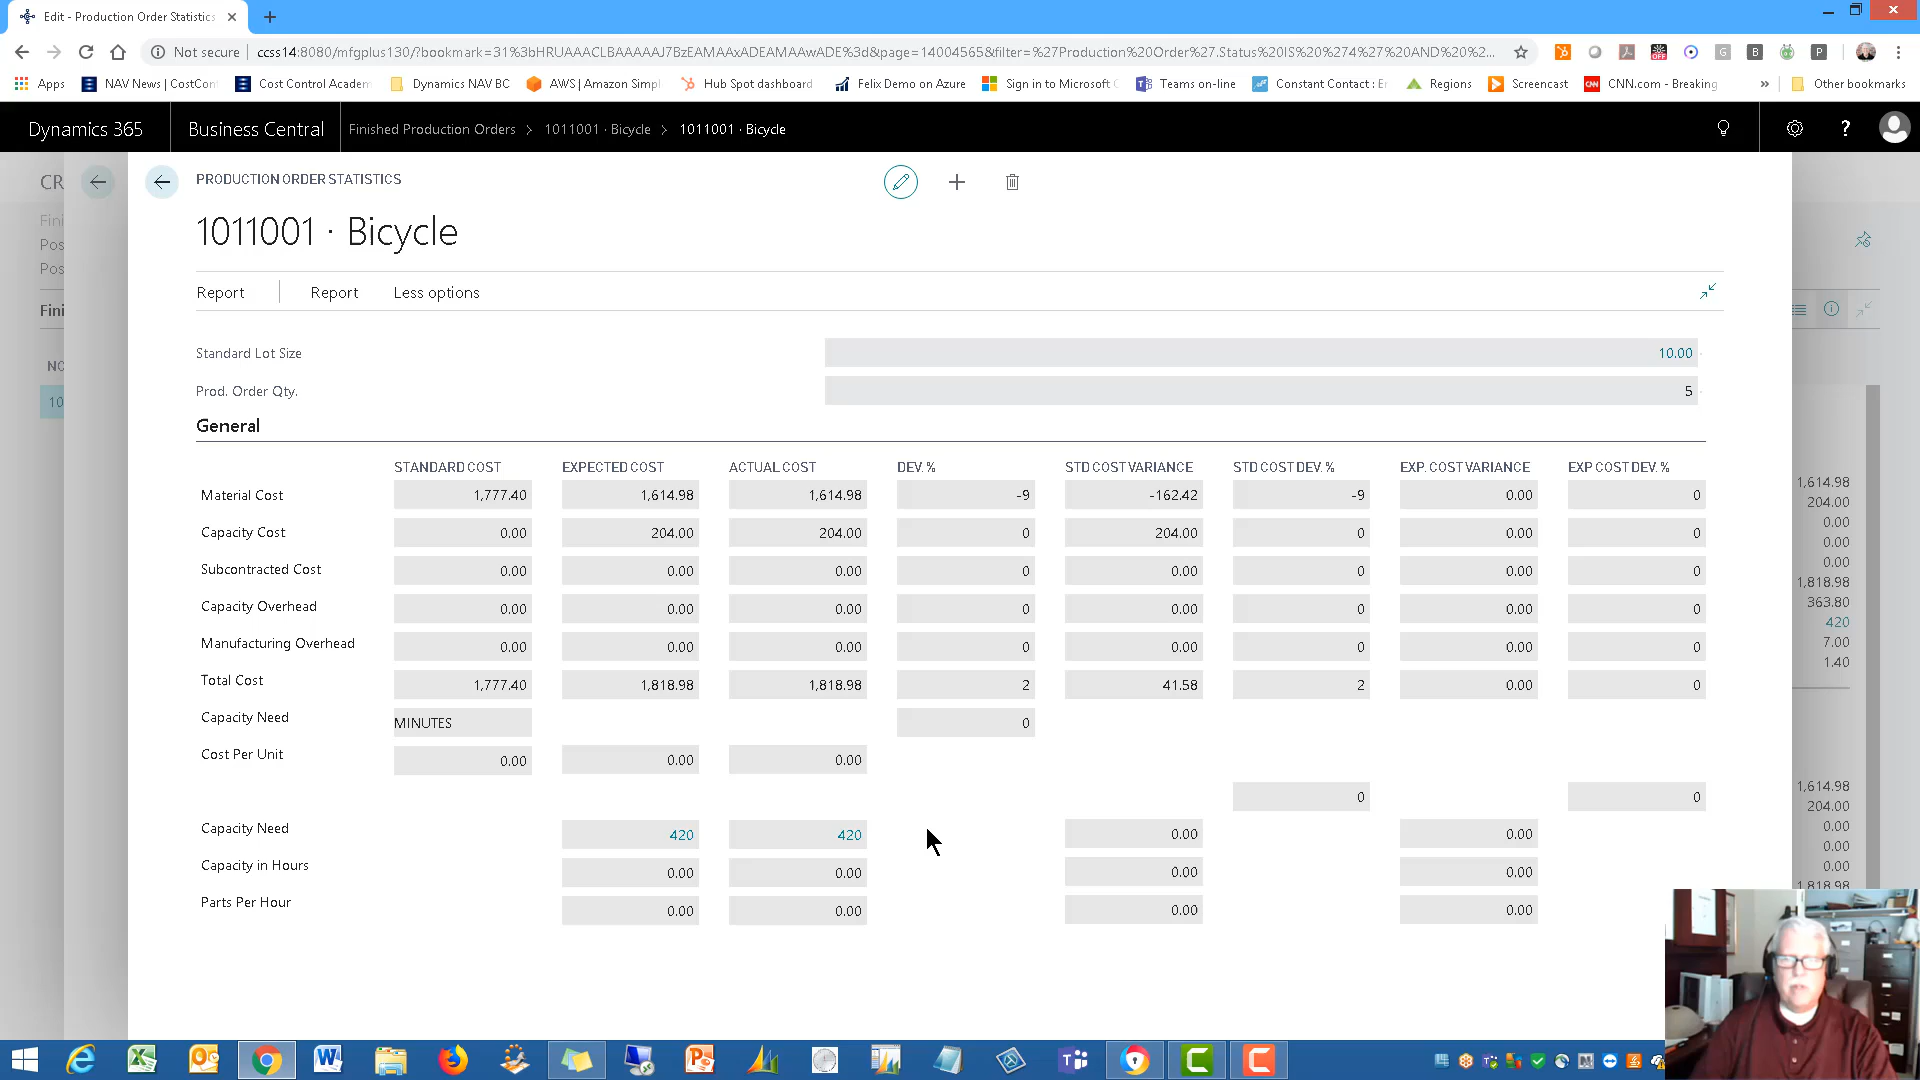 Edit - Production Order Statistics
Not secure | ccss14:8080/mfgplus130/?bookmark=31%3bHRUAAACLBAAAAAJ7BzEAMAAxADEAMAAwADE%3d&page=14004565&filter=%27Production%20Order%27.Status%20IS%20%274%27%20AND%20%2...
Apps NAV News | CostCont Cost Control Academ Dynamics NAV BC AWS | Amazon Simpl Hub Spot dashboard Felix Demo on Azure Sign in to Microsoft Teams on-line Constant Contact : Regions Screencast CNN.com - Breaking » Other bookmarks
Dynamics 365 Business Central Finished Production Orders > 1011001 · Bicycle > 1011001 · Bicycle ?
CR PRODUCTION ORDER STATISTICS
Fini
1011001 · Bicycle
Pos
Pos
Report Report Less options
Fini
Standard Lot Size 10.00
NO
Prod. Order Qty. 5
10
General
STANDARD COST EXPECTED COST ACTUAL COST DEV. % STD COST VARIANCE STD COST DEV. % EXP. COST VARIANCE EXP COST DEV. %
Material Cost 1,777.40 1,614.98 1,614.98 -9 -162.42 -9 0.00 0
Capacity Cost 0.00 204.00 204.00 0 204.00 0 0.00 0
Subcontracted Cost 0.00 0.00 0.00 0 0.00 0 0.00 0
Capacity Overhead 0.00 0.00 0.00 0 0.00 0 0.00 0
Manufacturing Overhead 0.00 0.00 0.00 0 0.00 0 0.00 0
Total Cost 1,777.40 1,818.98 1,818.98 2 41.58 2 0.00 0
Capacity Need MINUTES 0
Cost Per Unit 0.00 0.00 0.00
0 0
Capacity Need 420 420 0.00 0.00
Capacity in Hours 0.00 0.00 0.00 0.00
Parts Per Hour 0.00 0.00 0.00 0.00
1,614.98
204.00
0.00
0.00
0.00
1,818.98
363.80
420
7.00
1.40
1,614.98
204.00
0.00
0.00
0.00
1,818.98